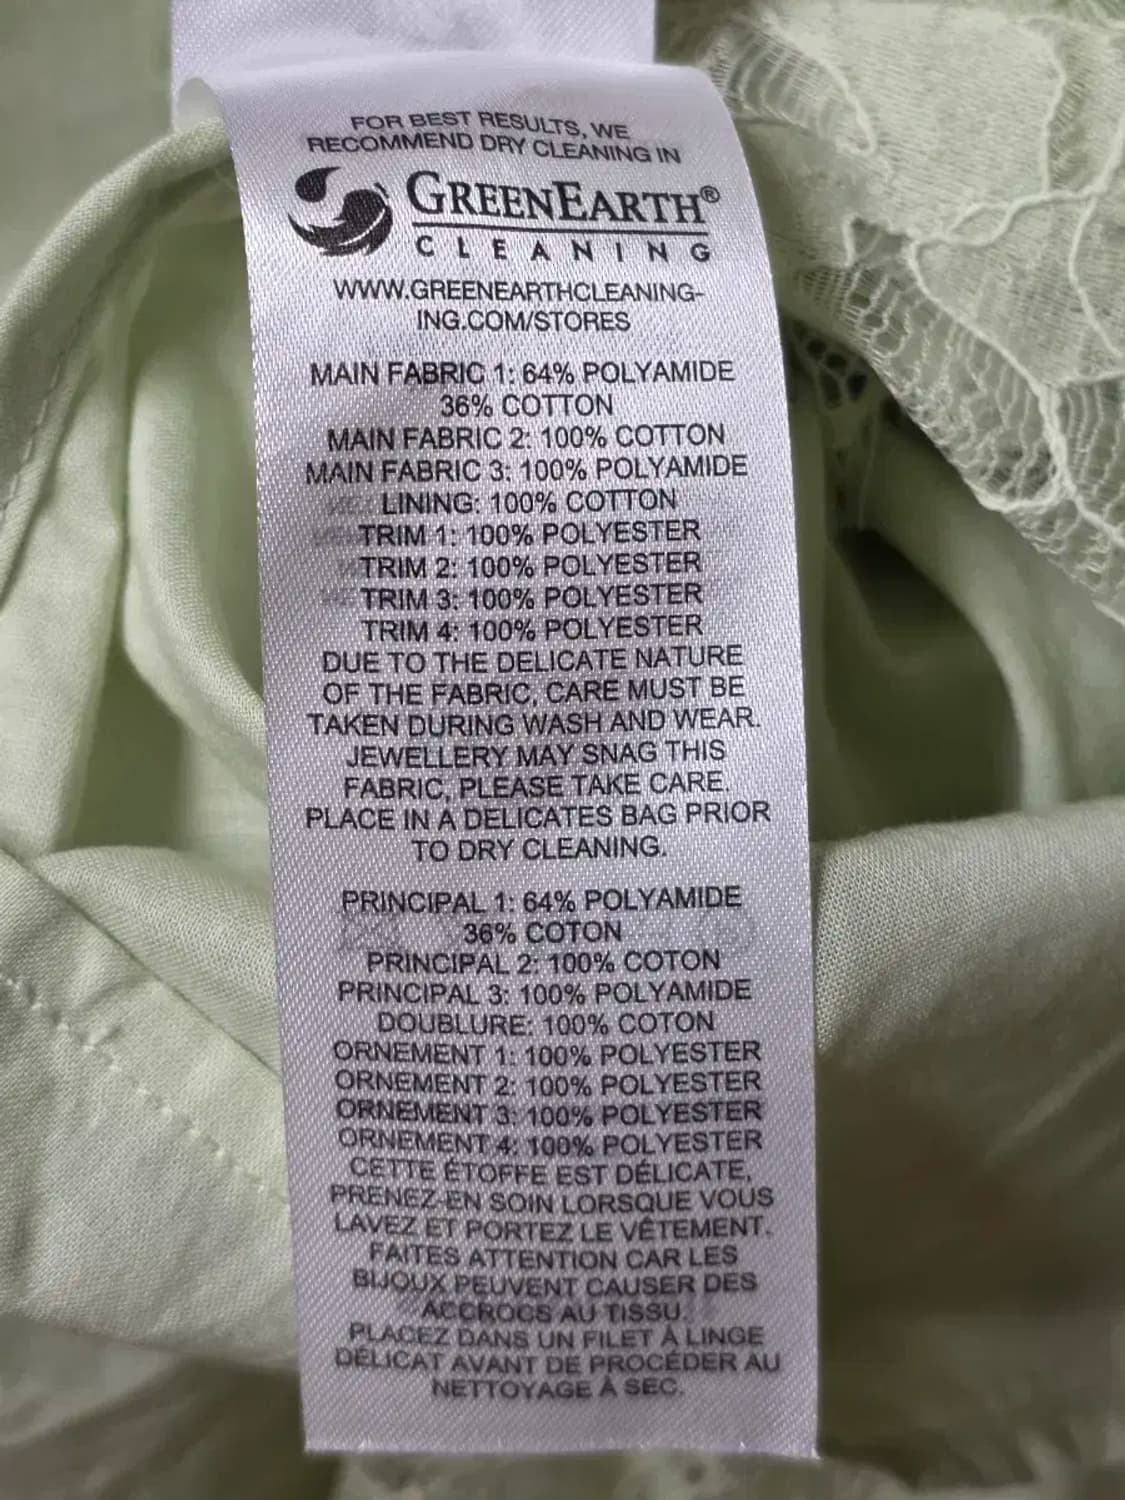 FOR BEST RESULTS, WE
RECOMMEND DRY CLEANING IN
GREENEARTH®
CLEANING
WWW.GREENEARTHCLEANING-
ING.COM/STORES
MAIN FABRIC 1: 64% POLYAMIDE
36% COTTON
MAIN FABRIC 2: 100% COTTON
MAIN FABRIC 3: 100% POLYAMIDE
LINING: 100% COTTON
TRIM 1: 100% POLYESTER
TRIM 2: 100% POLYESTER
TRIM 3: 100% POLYESTER
TRIM 4: 100% POLYESTER
DUE TO THE DELICATE NATURE
OF THE FABRIC, CARE MUST BE
TAKEN DURING WASH AND WEAR.
JEWELLERY MAY SNAG THIS
FABRIC, PLEASE TAKE CARE.
PLACE IN A DELICATES BAG PRIOR
TO DRY CLEANING.
PRINCIPAL 1: 64% POLYAMIDE
36% COTON
PRINCIPAL 2: 100% COTON
PRINCIPAL 3: 100% POLYAMIDE
DOUBLURE: 100% COTON
ORNEMENT 1: 100% POLYESTER
ORNEMENT 2: 100% POLYESTER
ORNEMENT 3: 100% POLYESTER
ORNEMENT 4: 100% POLYESTER
CETTE ÉTOFFE EST DÉLICATE,
PRENEZ-EN SOIN LORSQUE VOUS
LAVEZ ET PORTEZ LE VÊTEMENT.
FAITES ATTENTION CAR LES
BIJOUX PEUVENT CAUSER DES
ACCROCS AU TISSU.
PLACEZ DANS UN FILET À LINGE
DÉLICAT AVANT DE PROCÉDER AU
NETTOYAGE À SEC.